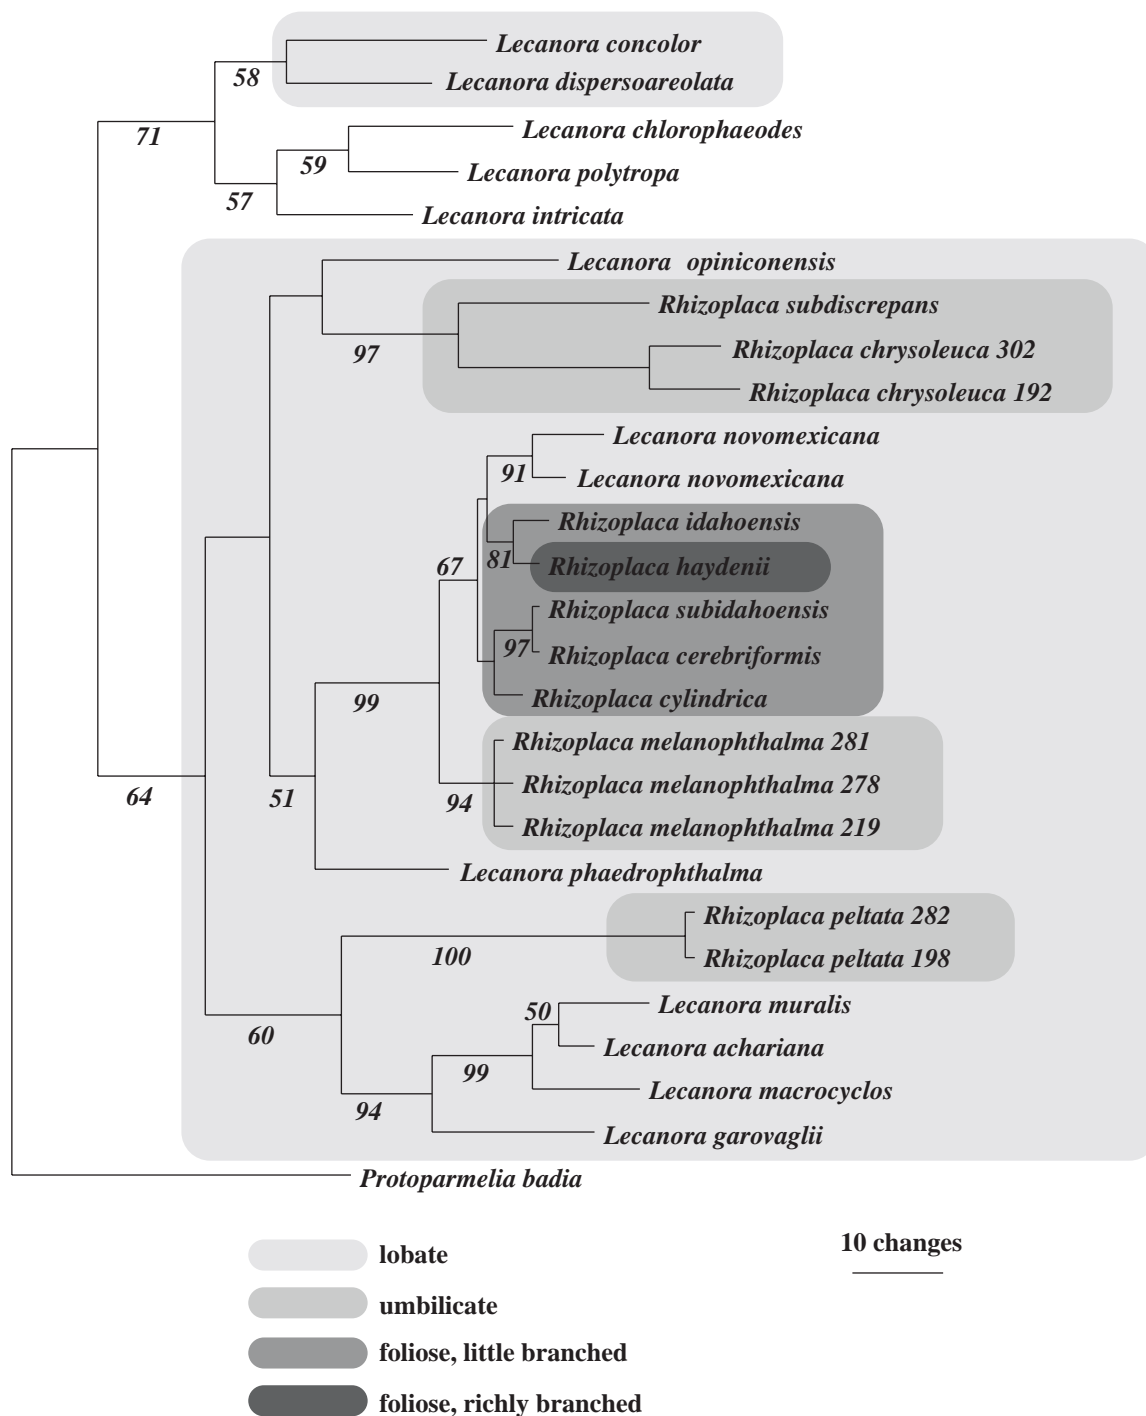 Lecanora concolor
58
Lecanora dispersoareolata
Lecanora chlorophaeodes
71
59
Lecanora polytropa
57
Lecanora intricata
Lecanora opiniconensis
Rhizoplaca subdiscrepans
97
Rhizoplaca chrysoleuca 302
Rhizoplaca chrysoleuca 192
Lecanora novomexicana
91
Lecanora novomexicana
Rhizoplaca idahoensis
67
81
Rhizoplaca haydenii
Rhizoplaca subidahoensis
97
Rhizoplaca cerebriformis
99
Rhizoplaca cylindrica
Rhizoplaca melanophthalma 281
64
51
94
Rhizoplaca melanophthalma 278
Rhizoplaca melanophthalma 219
Lecanora phaedrophthalma
Rhizoplaca peltata 282
100
Rhizoplaca peltata 198
50
Lecanora muralis
60
Lecanora achariana
99
Lecanora macrocyclos
94
Lecanora garovaglii
Protoparmelia badia
lobate
10 changes
umbilicate
foliose, little branched
foliose, richly branched